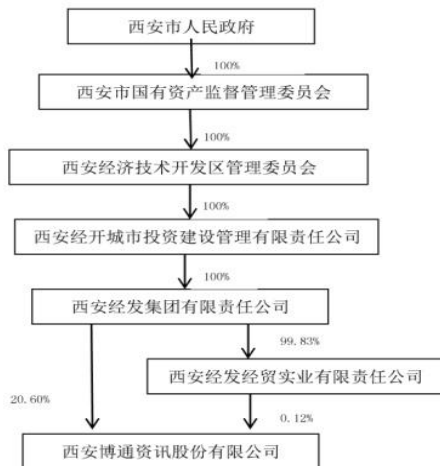 西安市人民政府
100%
西安市国有资产监督管理委员会
100%
西安经济技术开发区管理委员会
100%
西安经开城市投资建设管理有限责任公司
100%
西安经发集团有限责任公司
99.83%
西安经发经贸实业有限责任公司
20.60%
0.12%
西安博通资讯股份有限公司